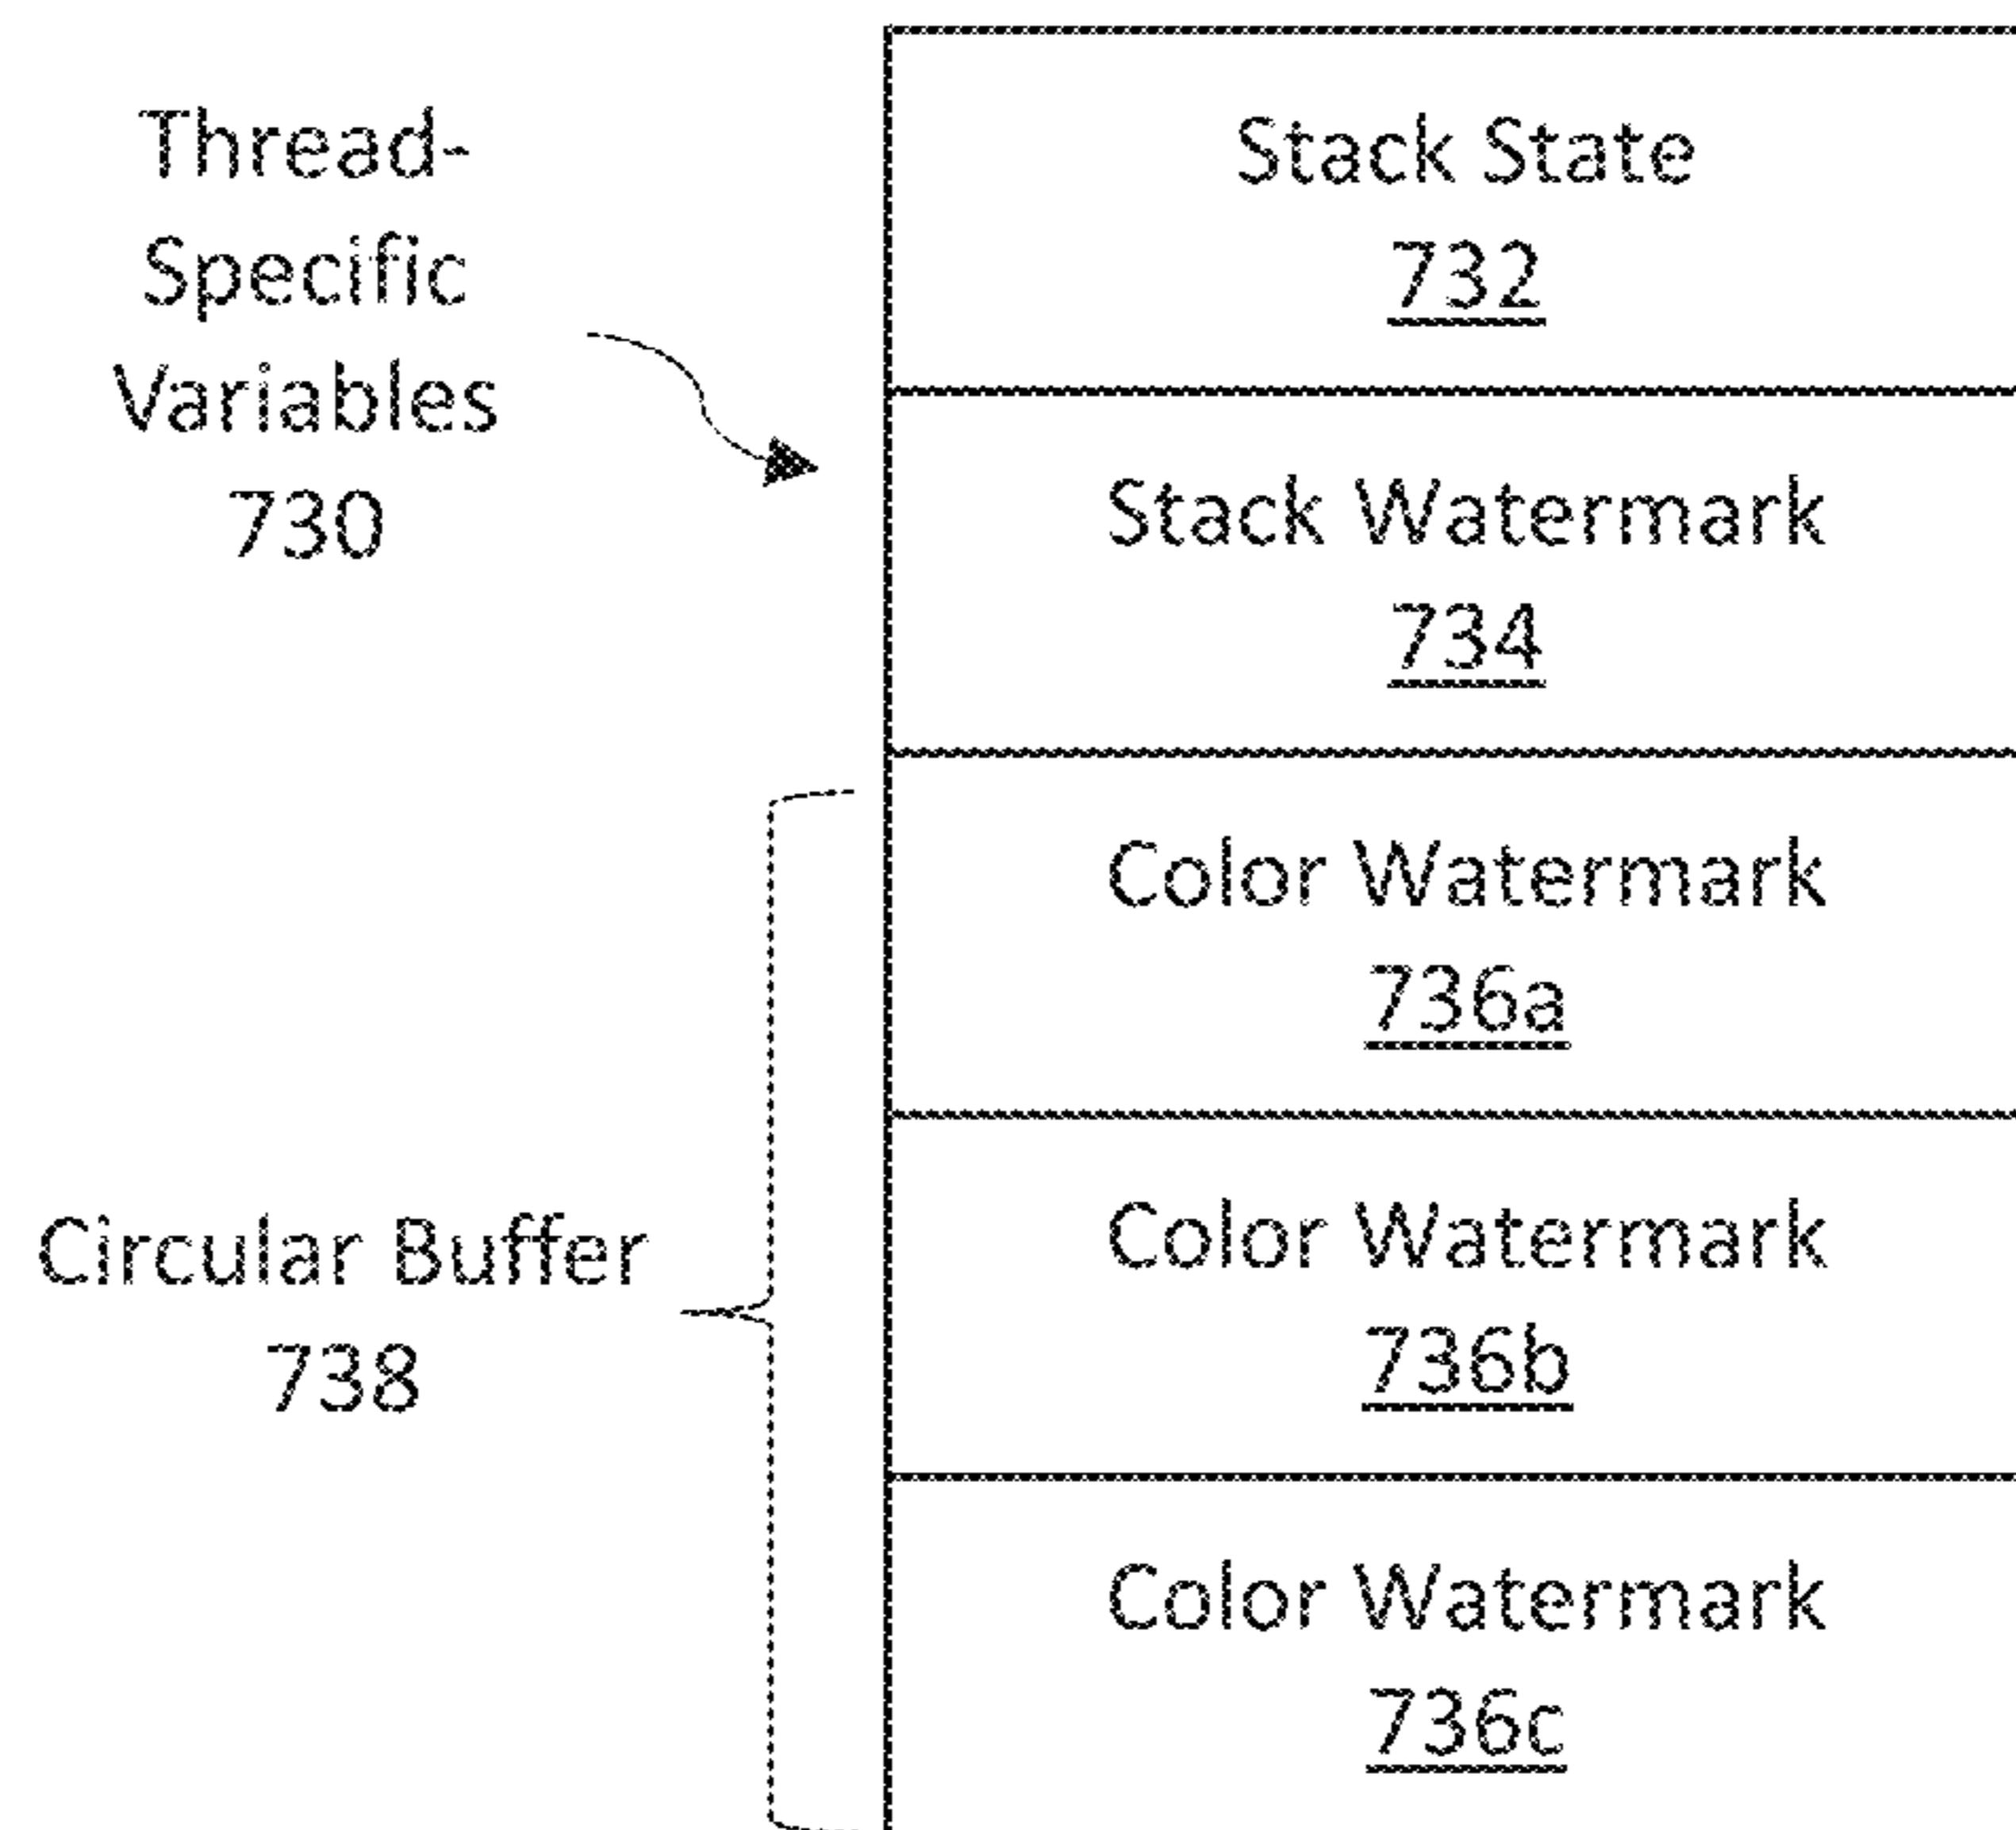 Thread-
Specific
Variables
730
Stack State
732
Stack Watermark
734
Color Watermark
736a
Circular Buffer
738
Color Watermark
736b
Color Watermark
736c